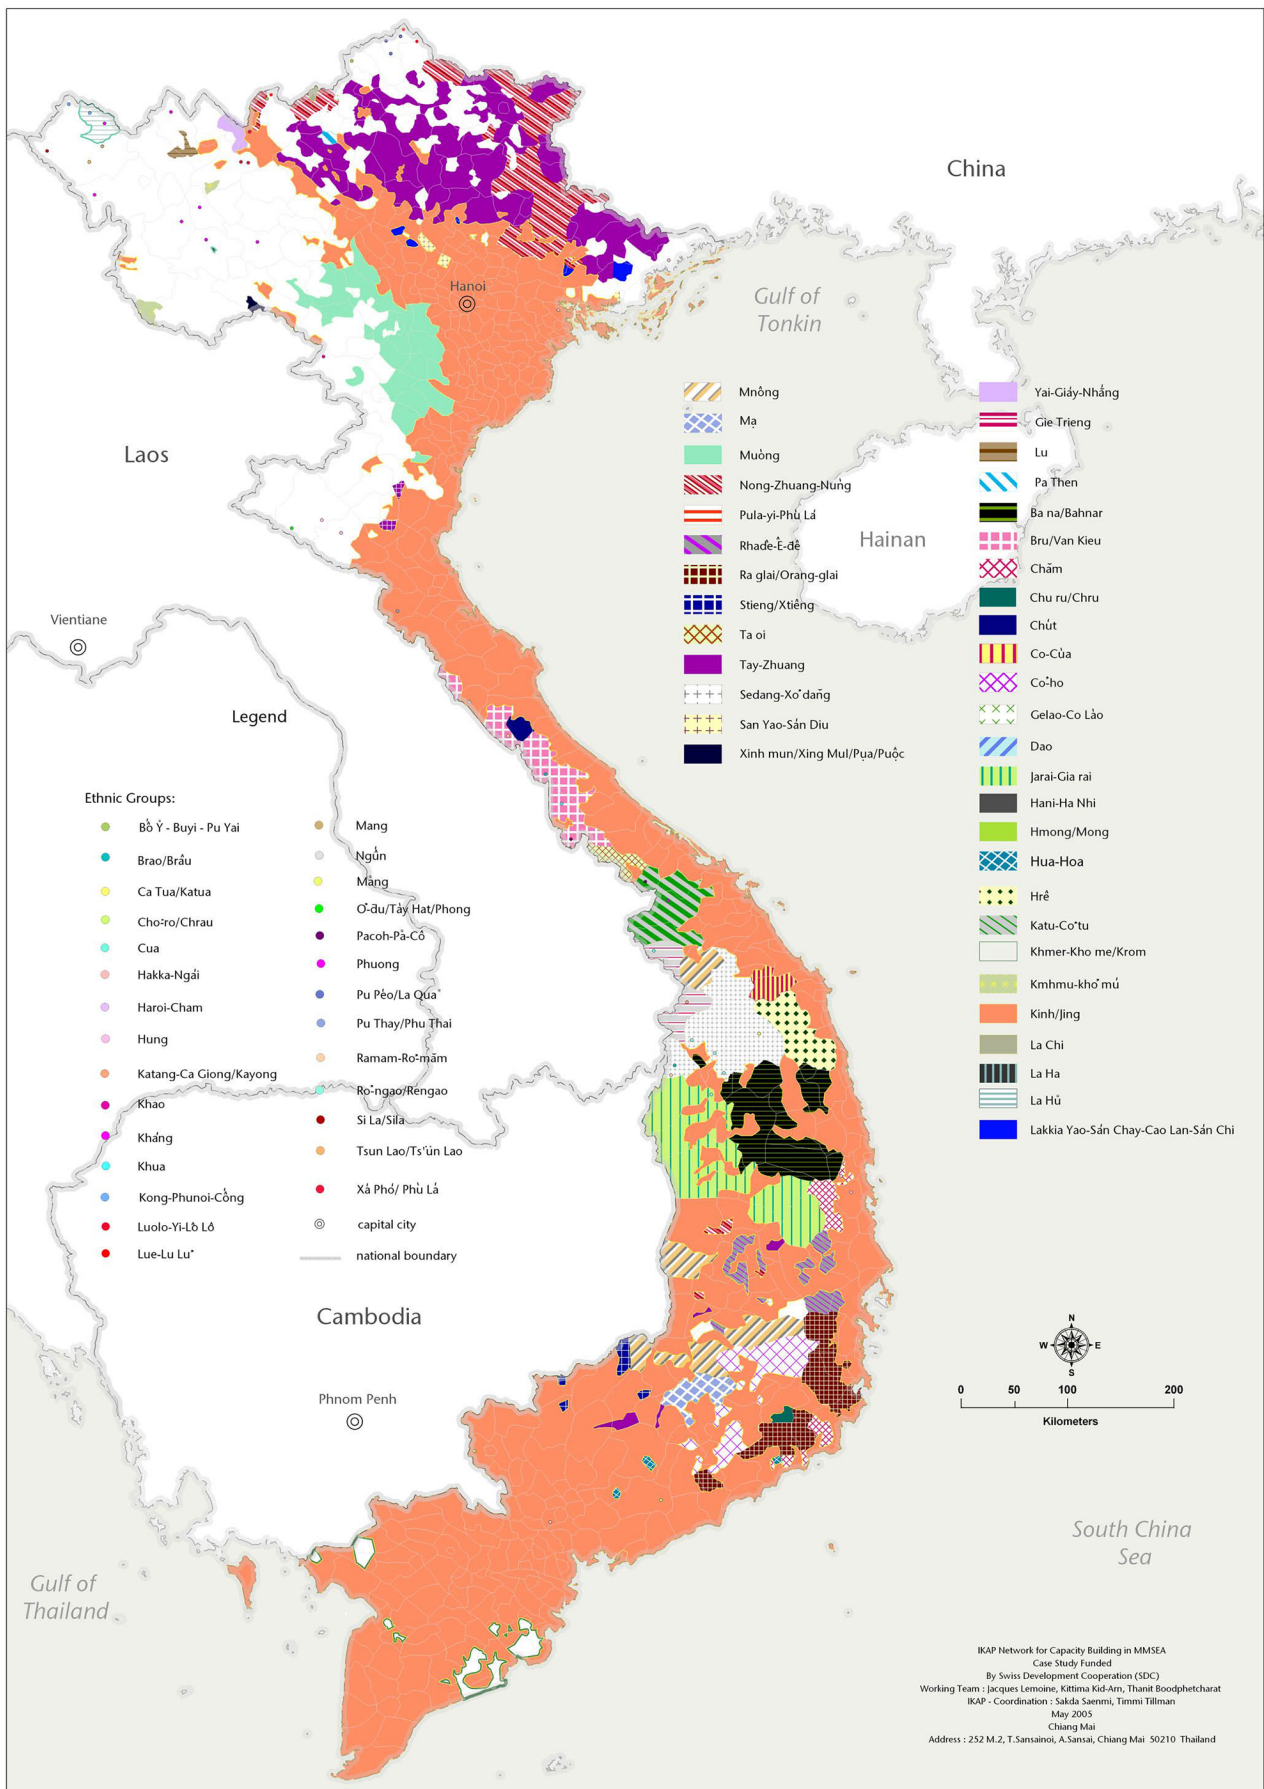 China
Gulf of
Tonkin
Hanoi
Laos
Hainan
Vientiane
Cambodia
Phnom Penh
Gulf of
Thailand
South China
Sea
Mnông
Mạ
Muòng
Nong-Zhuang-Nuǹg
Pula-yi-Phù Lá
Rhađe-Ê-đê
Ra glai/Orang-glai
Stieng/Xtiêng
Ta oi
Tay-Zhuang
Sedang-Xơ đañg
San Yao-Sán Diu
Xinh mun/Xing Mul/Pụa/Puộc
Yai-Giáy-Nhấng
Gie Trieng
Lu
Pa Then
Ba na/Bahnar
Bru/Van Kieu
Chăm
Chu ru/Chru
Chứt
Co-Cùa
Cơ-ho
Gelao-Co Lào
Dao
Jarai-Gia rai
Hani-Ha Nhi
Hmong/Mong
Hua-Hoa
Hrê
Katu-Cơ tu
Khmer-Kho me/Krom
Kmhmu-khơ mú
Kinh/Jing
La Chi
La Ha
La Hủ
Lakkia Yao-Sán Chay-Cao Lan-Sán Chi
Legend
Ethnic Groups:
Bố Ỷ - Buyi - Pu Yai
Brao/Brâu
Ca Tua/Katua
Chơ-ro/Chrau
Cua
Hakka-Ngái
Haroi-Cham
Hung
Katang-Ca Giong/Kayong
Khao
Kháng
Khua
Kong-Phunoi-Cống
Luolo-Yi-Lò Lô
Lue-Lu Lư
Mang
Ngũn
Mảng
Ơ-đu/Tày Hat/Phong
Pacoh-Pà-Cô
Phuong
Pu Péo/La Qua
Pu Thay/Phu Thai
Ramam-Rơ-măm
Rơ-ngao/Rengao
Si La/Sila
Tsun Lao/Ts'ün Lao
Xá Phó/ Phù Lá
capital city
national boundary
N
W
E
S
0 50 100 200
Kilometers
IKAP Network for Capacity Building in MMSEA
Case Study Funded
By Swiss Development Cooperation (SDC)
Working Team : Jacques Lemoine, Kittima Kid-Arn, Thanit Boodphetcharat
IKAP - Coordination : Sakda Saenmi, Timmi Tillman
May 2005
Chiang Mai
Address : 252 M.2, T.Sansainoi, A.Sansai, Chiang Mai 50210 Thailand